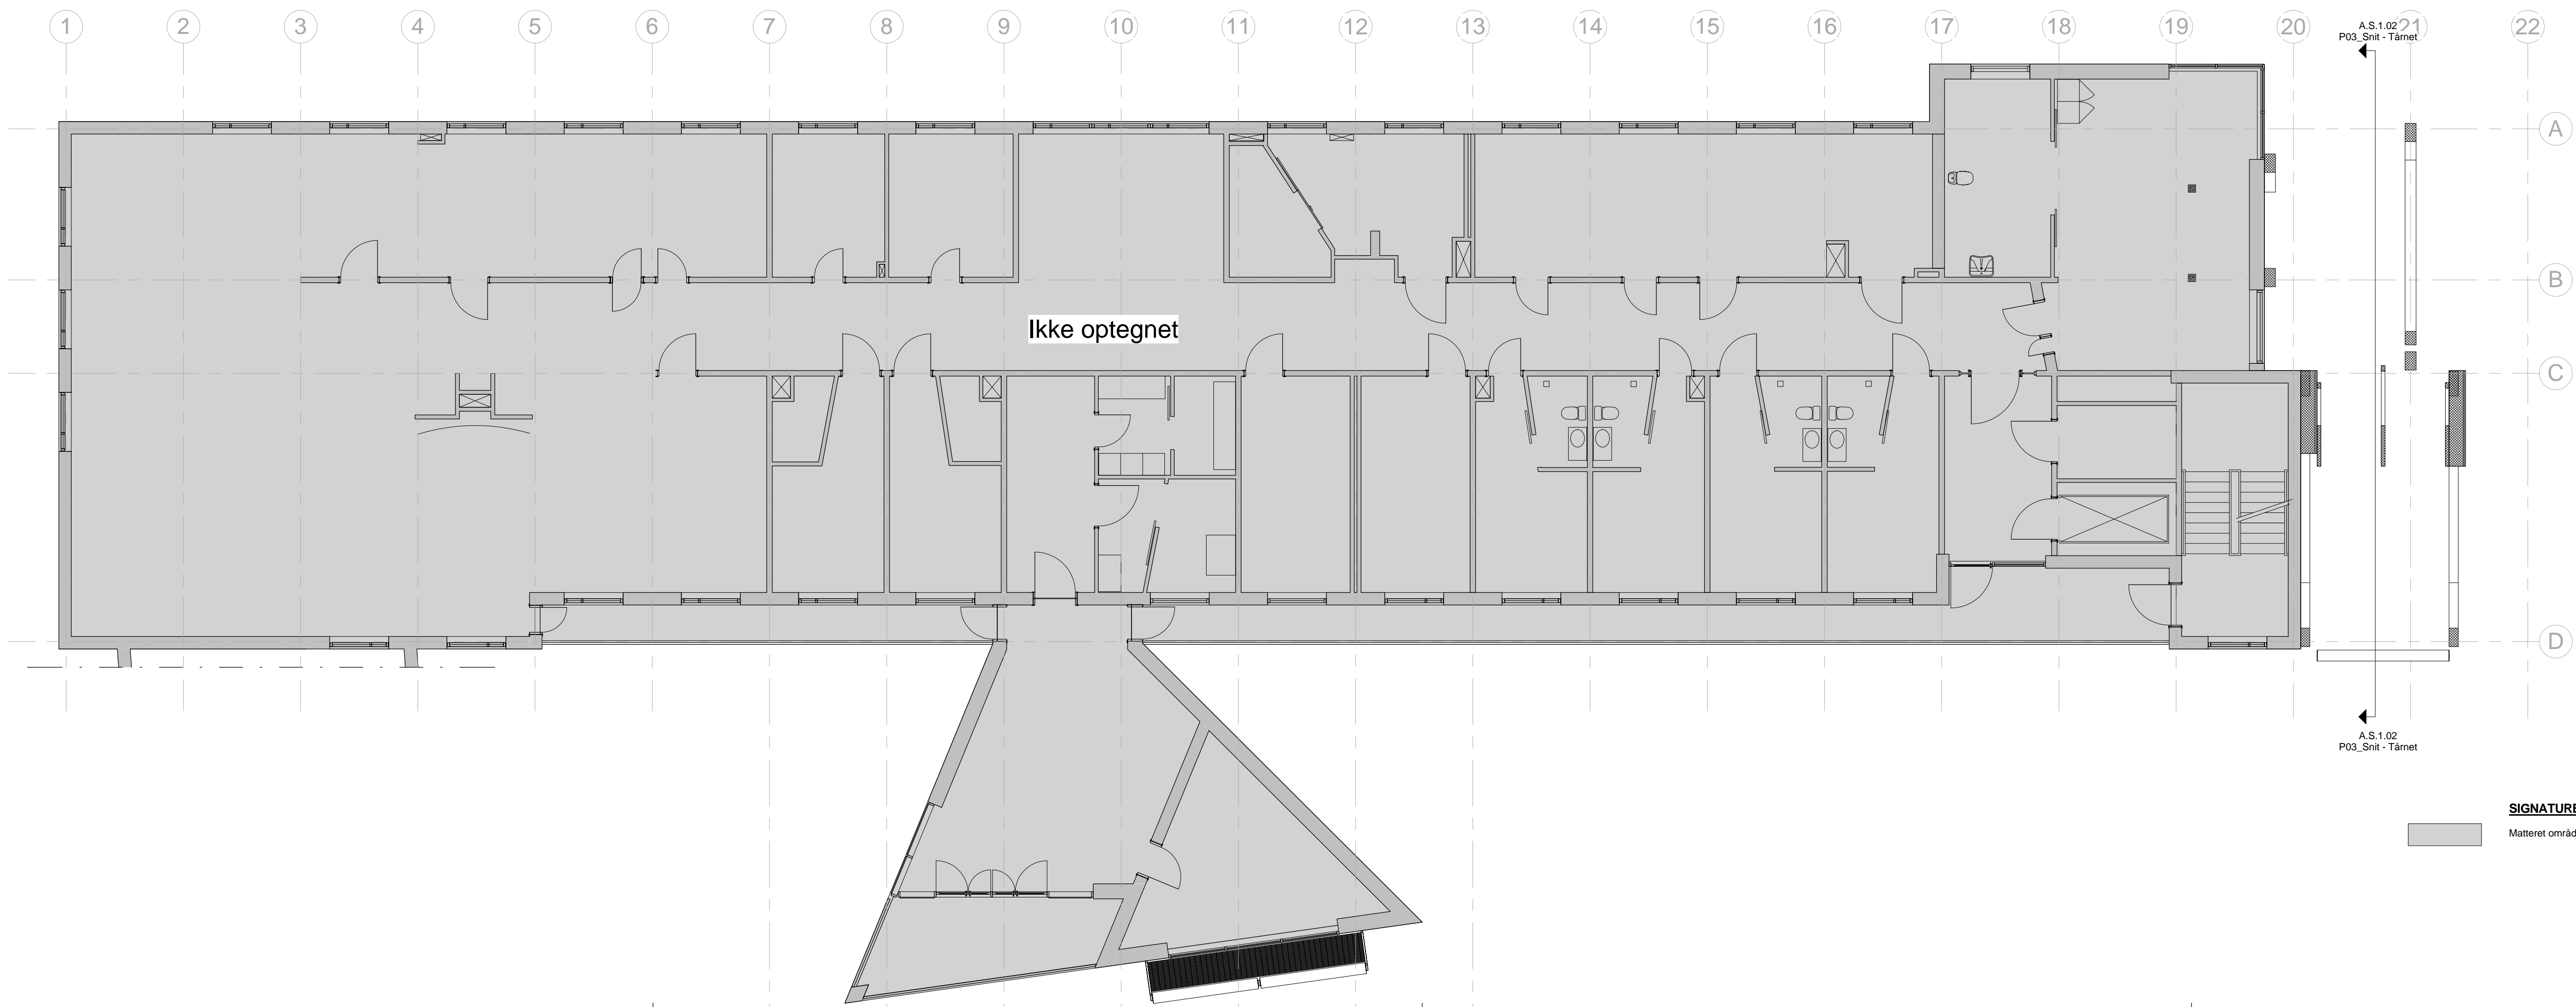 1 2 3 4 5 6 7 8 9 10 11 12 13 14 15 16 17 18 19 20 21 22
A.S.1.02
P03_Snit - Tårnet
A
B
Ikke optegnet
C
D
A.S.1.02
P03_Snit - Tårnet
SIGNATURE
Matteret områd